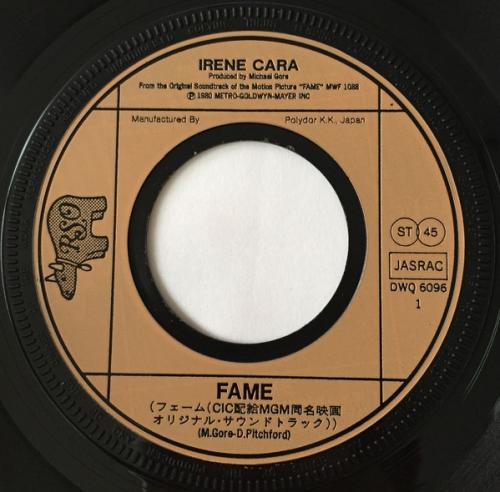 IRENE CARA
Produced by Michael Gore
From the Original Soundtrack of the Motion Picture "FAME" MWF 1088
Ⓟ 1980 METRO-GOLDWYN-MAYER INC
Manufactured By Polydor K.K., Japan
RSO
ST 45
JASRAC
DWQ 6096
1
FAME
(フェーム(CIC配給MGM同名映画
オリジナル・サウンドトラック))
(M.Gore-D.Pitchford)